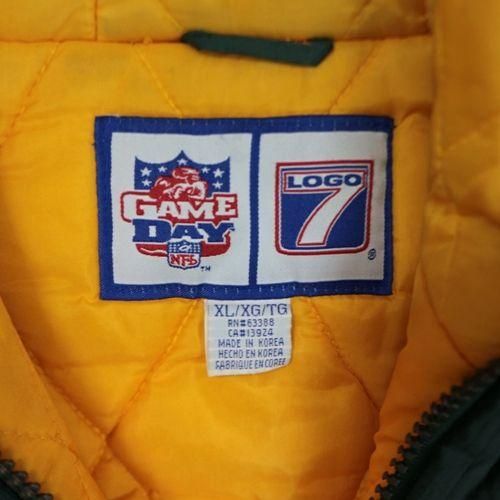 GAME
DAY
NFL
TM
LOGO
7
®
XL/XG/TG
RN#63388
CA#13924
MADE IN KOREA
HECHO EN KOREA
FABRIQUE EN COREE